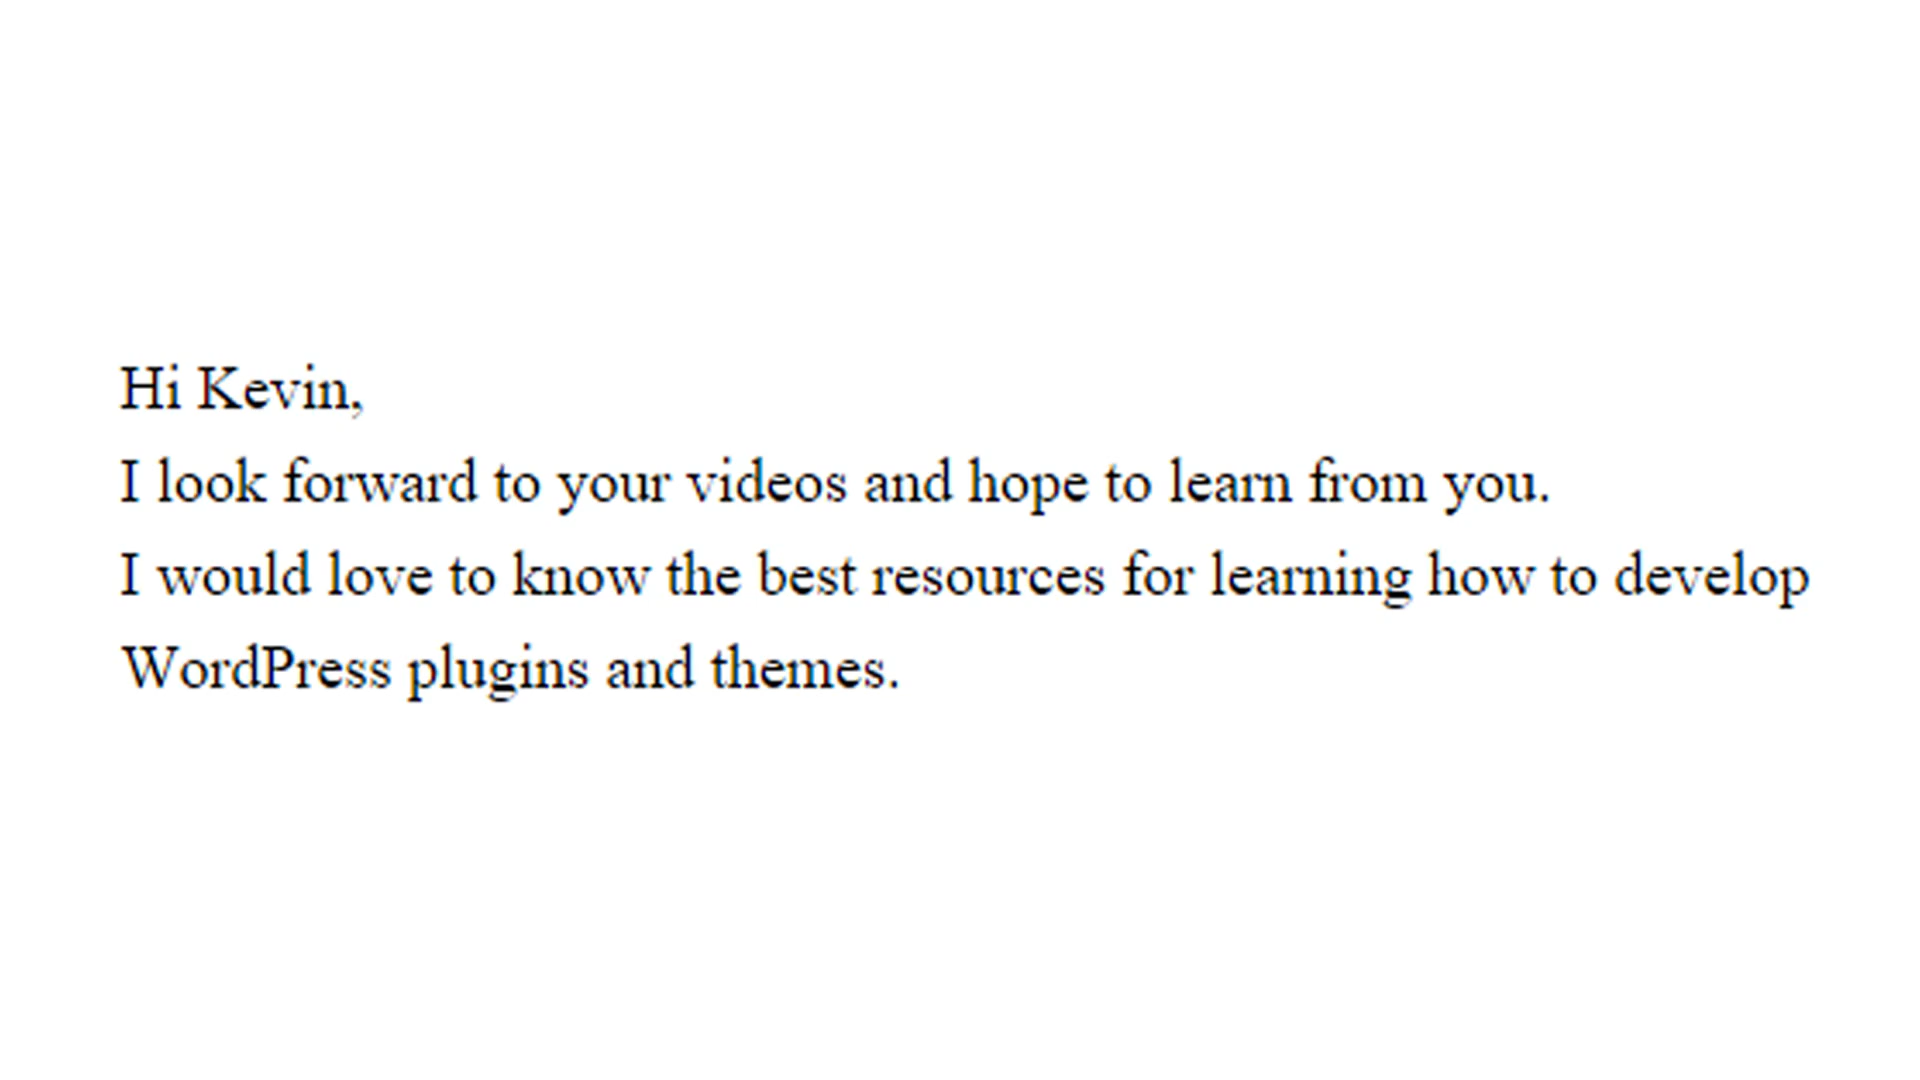 Hi Kevin,
I look forward to your videos and hope to learn from you.
I would love to know the best resources for learning how to develop
WordPress plugins and themes.